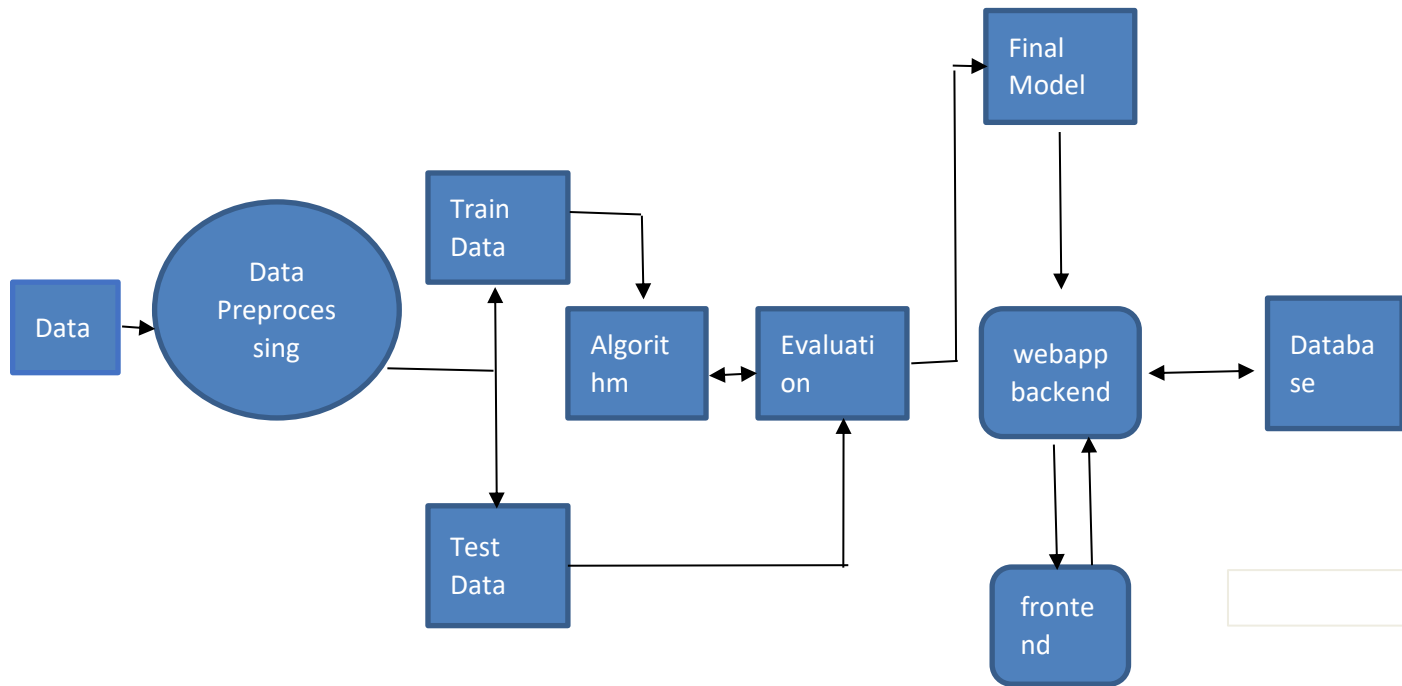 Final
Model
Train
Data
Data
Preproces
sing
Data
Algorit
hm
Evaluati
on
webapp
backend
Databa
se
Test
Data
fronte
nd